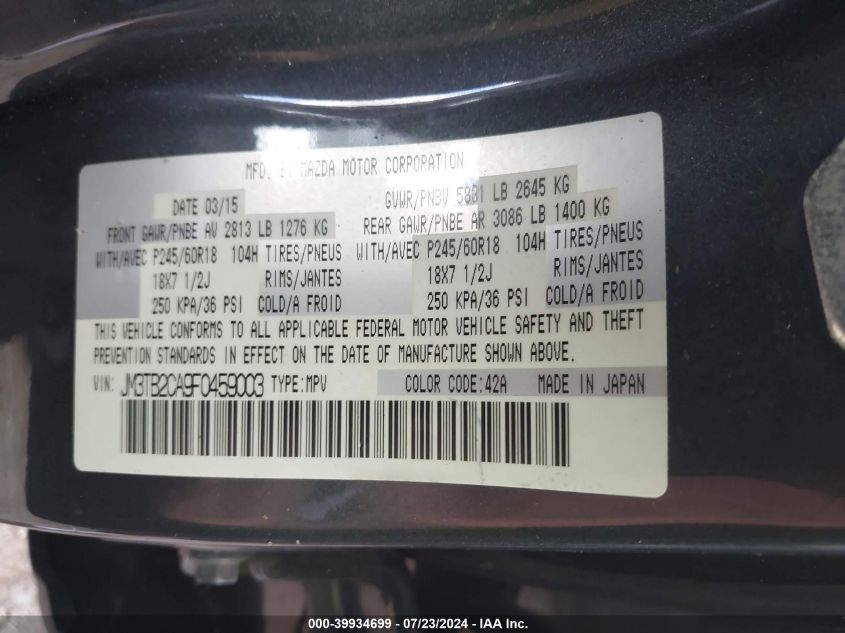 MFD. BY MAZDA MOTOR CORPORATION
DATE 03/15 GVWR/PNBV 5831 LB 2645 KG
FRONT GAWR/PNBE AV 2813 LB 1276 KG REAR GAWR/PNBE AR 3086 LB 1400 KG
WITH/AVEC P245/60R18 104H TIRES/PNEUS WITH/AVEC P245/60R18 104H TIRES/PNEUS
18X7 1/2J RIMS/JANTES 18X7 1/2J RIMS/JANTES
250 KPA/36 PSI COLD/A FROID 250 KPA/36 PSI COLD/A FROID
THIS VEHICLE CONFORMS TO ALL APPLICABLE FEDERAL MOTOR VEHICLE SAFETY AND THEFT
PREVENTION STANDARDS IN EFFECT ON THE DATE OF MANUFACTURE SHOWN ABOVE.
VIN: JM3TB2CA9F0459003 TYPE:MPV COLOR CODE:42A MADE IN JAPAN
000 - 39934699 - 07/23/2024 - IAA Inc.